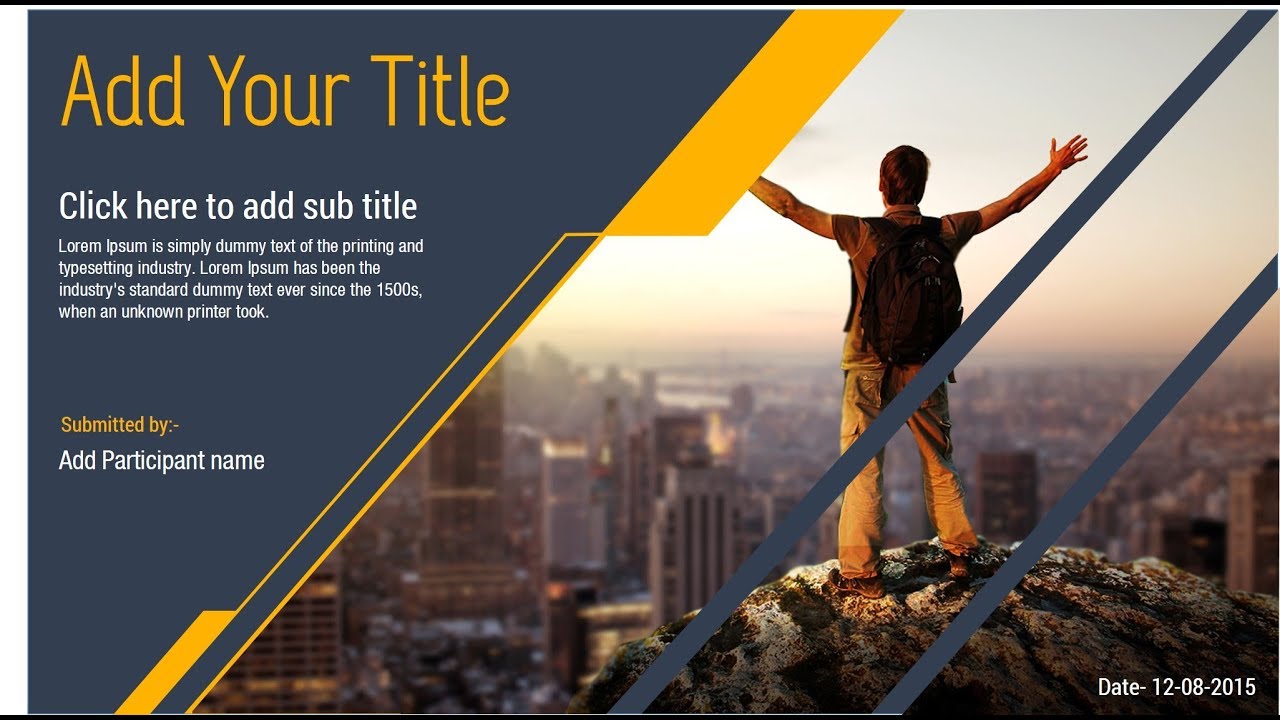 Add Your Title
Click here to add sub title
Lorem Ipsum is simply dummy text of the printing and
typesetting industry. Lorem Ipsum has been the
industry's standard dummy text ever since the 1500s,
when an unknown printer took.
Submitted by:-
Add Participant name
Date- 12-08-2015